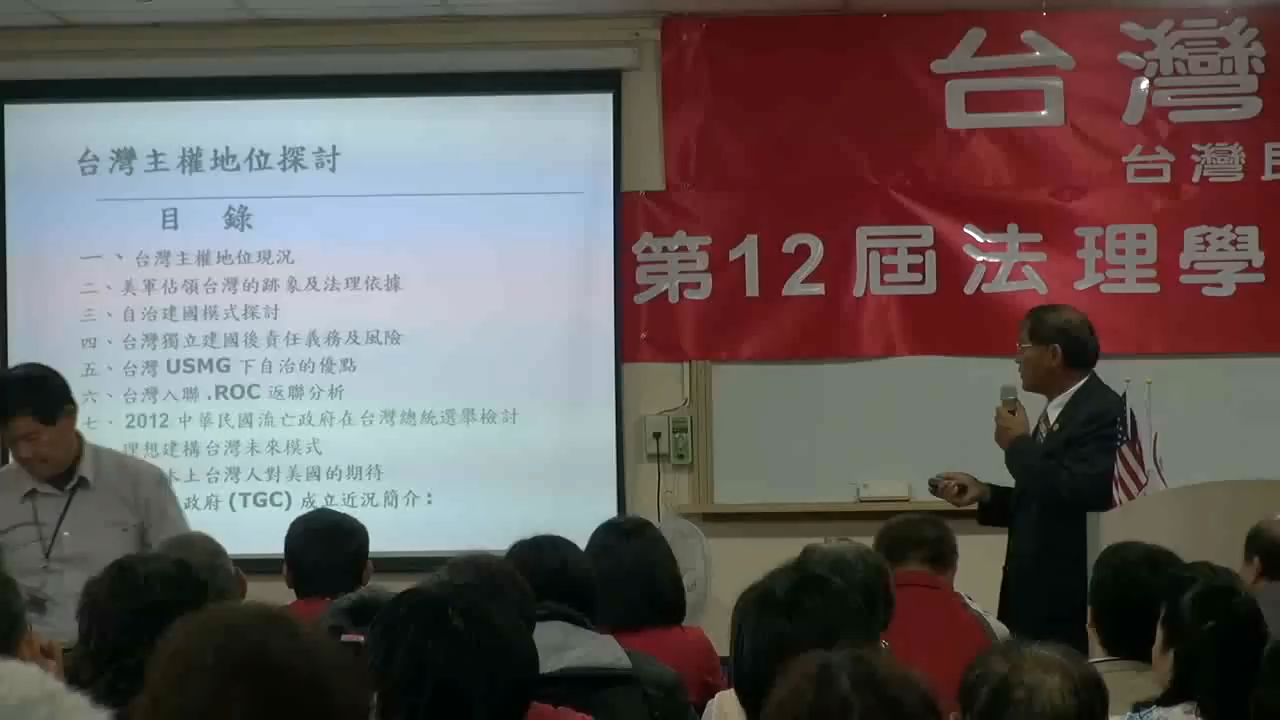 台灣主權地位探討
目 錄
一、台灣主權地位現況
二、美軍佔領台灣的跡象及法理依據
三、自治建國模式探討
四、台灣獨立建國後責任義務及風險
五、台灣 USMG 下自治的優點
六、台灣入聯 .ROC 返聯分析
七、2012 中華民國流亡政府在台灣總統選舉檢討
理想建構台灣未來模式
本土台灣人對美國的期待
政府 (TGC) 成立近況簡介：
台灣
台灣
第12屆法理學